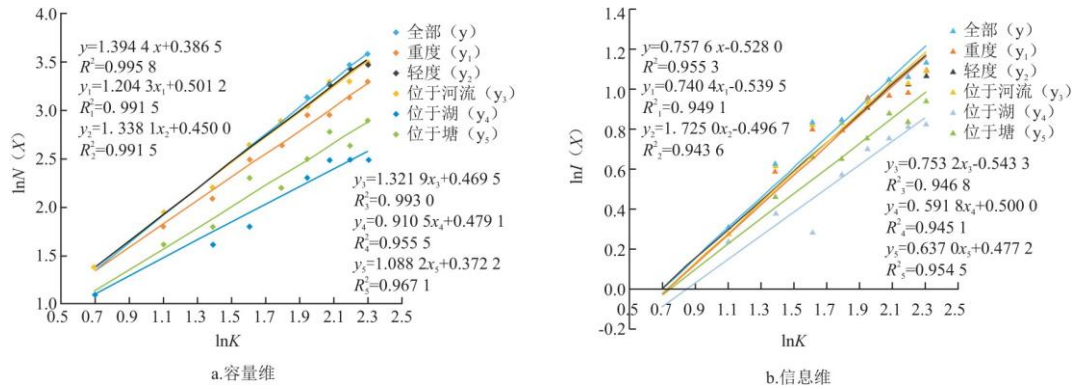 4.0
3.5
3.0
2.5
2.0
1.5
1.0
lnN（X）
y=1.394 4 x+0.386 5
R²=0.995 8
y₁=1.204 3x₁+0.501 2
R₁²=0.991 5
y₂=1.338 1x₂+0.450 0
R₂²=0.991 5
全部（y）
重度（y₁）
轻度（y₂）
位于河流（y₃）
位于湖（y₄）
位于塘（y₅）
y₃=1.321 9x₃+0.469 5
R₃²=0.993 0
y₄=0.910 5x₄+0.479 1
R₄²=0.955 5
y₅=1.088 2x₅+0.372 2
R₅²=0.967 1
0.5 0.7 0.9 1.1 1.3 1.5 1.7 1.9 2.1 2.3 2.5
lnK
a.容量维
1.4
1.2
1.0
0.8
0.6
0.4
0.2
0.0
-0.2
lnI（X）
y=0.757 6 x-0.528 0
R²=0.955 3
y₁=0.740 4x₁-0.539 5
R₁²=0.949 1
y₂=1.725 0x₂-0.496 7
R₂²=0.943 6
全部（y）
重度（y₁）
轻度（y₂）
位于河流（y₃）
位于湖（y₄）
位于塘（y₅）
y₃=0.753 2x₃-0.543 3
R₃²=0.946 8
y₄=0.591 8x₄+0.500 0
R₄²=0.945 1
y₅=0.637 0x₅+0.477 2
R₅²=0.954 5
0.5 0.7 0.9 1.1 1.3 1.5 1.7 1.9 2.1 2.3 2.5
lnK
b.信息维